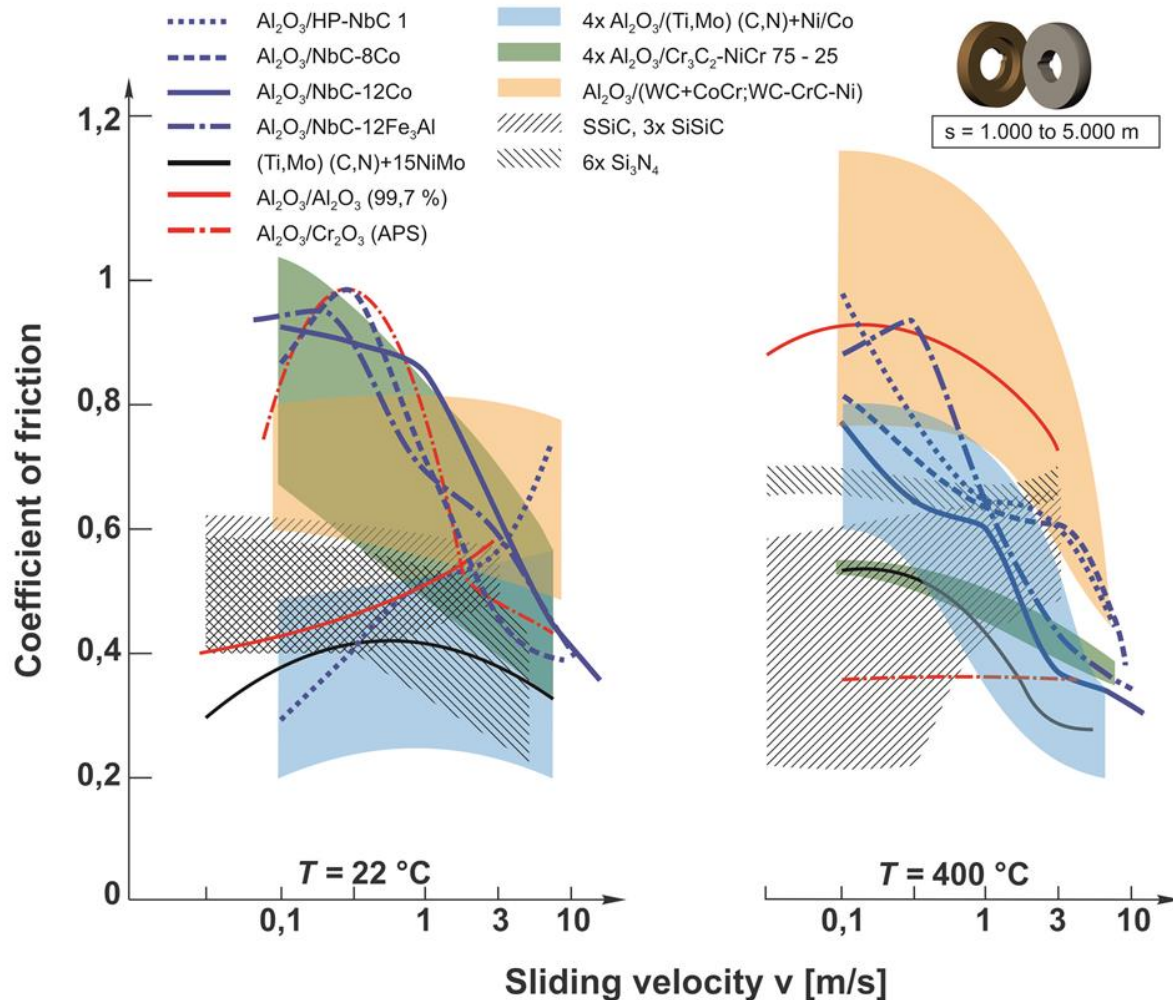 Al₂O₃/HP-NbC 1
Al₂O₃/NbC-8Co
Al₂O₃/NbC-12Co
Al₂O₃/NbC-12Fe₃Al
(Ti,Mo) (C,N)+15NiMo
Al₂O₃/Al₂O₃ (99,7 %)
Al₂O₃/Cr₂O₃ (APS)
4x Al₂O₃/(Ti,Mo) (C,N)+Ni/Co
4x Al₂O₃/Cr₃C₂-NiCr 75 - 25
Al₂O₃/(WC+CoCr;WC-CrC-Ni)
SSiC, 3x SiSiC
6x Si₃N₄
s = 1.000 to 5.000 m
Coefficient of friction
1,2
1
0,8
0,6
0,4
0,2
0
T = 22 °C
T = 400 °C
0,1 1 3 10
0,1 1 3 10
Sliding velocity v [m/s]